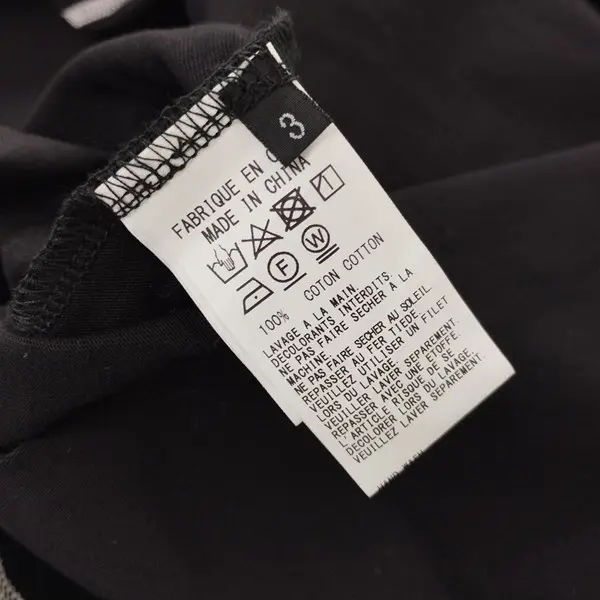 3
FABRIQUE EN C
MADE IN CHINA
1
F
W
100% COTON COTTON
LAVAGE A LA MAIN.
DECOLORANTS INTERDITS.
NE PAS FAIRE SECHER A LA
MACHINE.
NE PAS FAIRE SECHER AU SOLEIL.
REPASSER AU FER TIEDE.
VEUILLEZ UTILISER UN FILET
LORS DU LAVAGE.
VEUILLER LAVER SEPAREMENT.
REPASSER AVEC UNE ETOFFE.
L'ARTICLE RISQUE DE SE
DECOLORER LORS DU LAVAGE
VEUILLEZ LAVER SEPAREMENT.